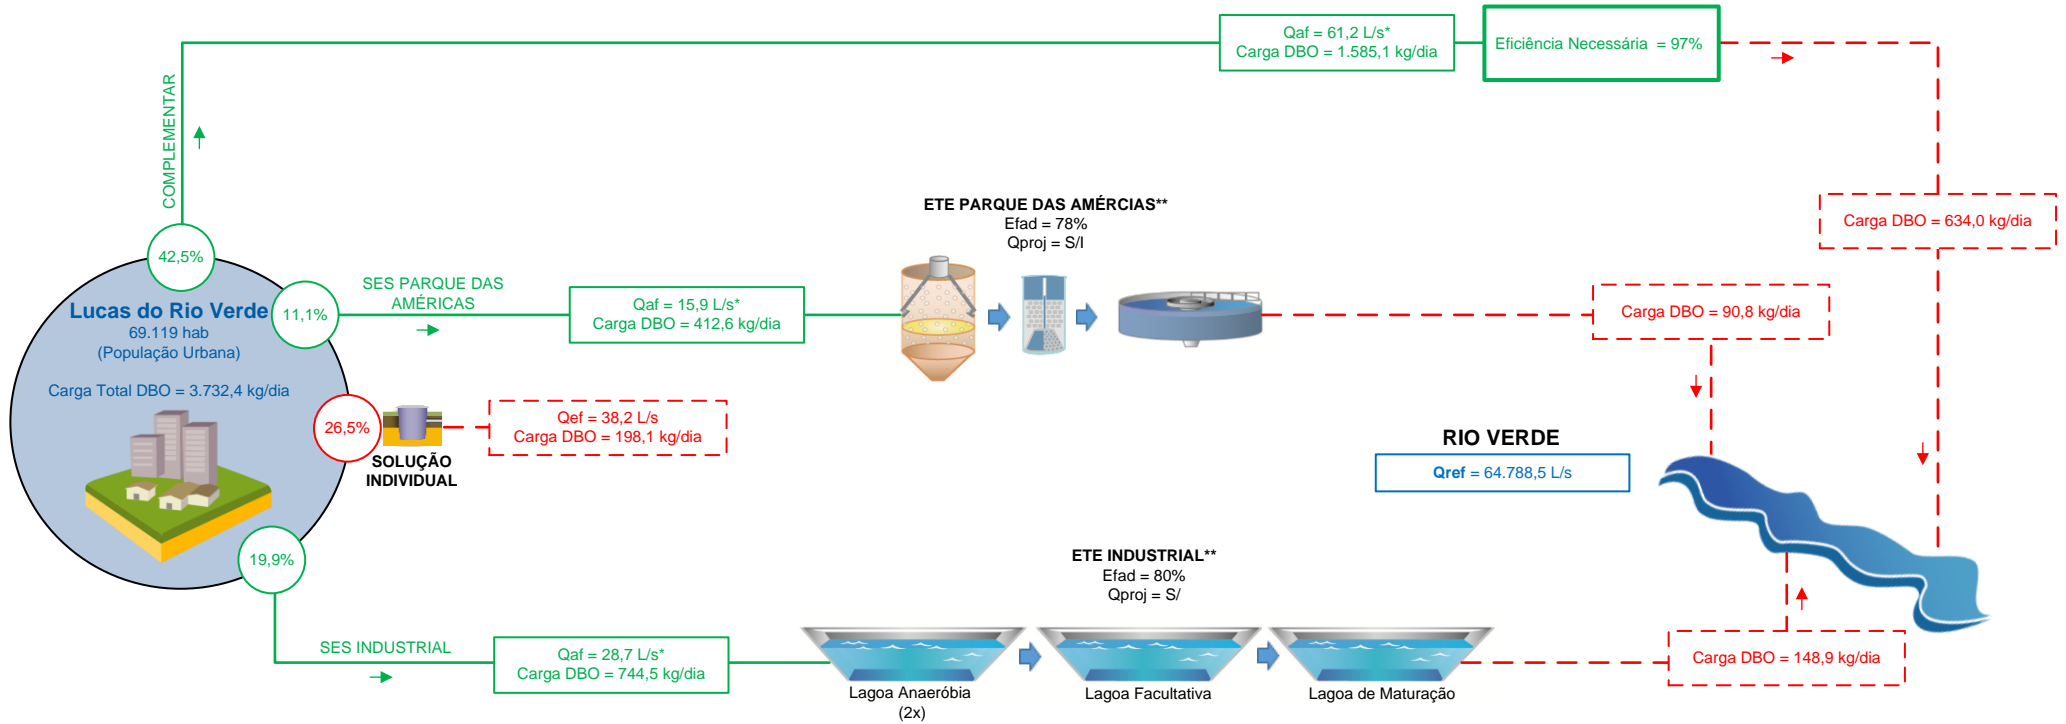 Qaf = 61,2 L/s*
Carga DBO = 1.585,1 kg/dia
Eficiência Necessária = 97%
COMPLEMENTAR
Carga DBO = 634,0 kg/dia
42,5%
ETE PARQUE DAS AMÉRCIAS**
Efad = 78%
Qproj = S/I
SES PARQUE DAS
AMÉRICAS
11,1%
Qaf = 15,9 L/s*
Carga DBO = 412,6 kg/dia
Carga DBO = 90,8 kg/dia
Lucas do Rio Verde
69.119 hab
(População Urbana)
Carga Total DBO = 3.732,4 kg/dia
26,5%
SOLUÇÃO
INDIVIDUAL
Qef = 38,2 L/s
Carga DBO = 198,1 kg/dia
RIO VERDE
Qref = 64.788,5 L/s
19,9%
ETE INDUSTRIAL**
Efad = 80%
Qproj = S/
SES INDUSTRIAL
Qaf = 28,7 L/s*
Carga DBO = 744,5 kg/dia
Lagoa Anaeróbia
(2x)
Lagoa Facultativa
Lagoa de Maturação
Carga DBO = 148,9 kg/dia